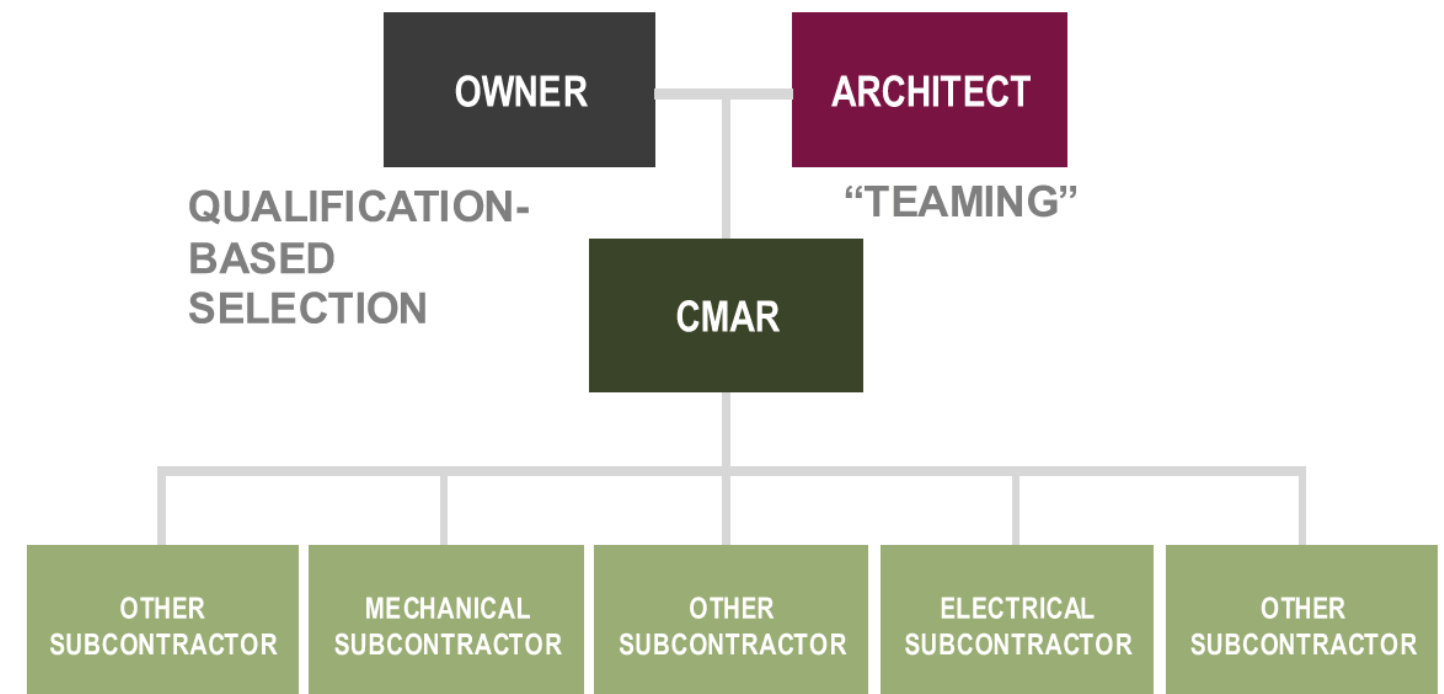 OWNER
ARCHITECT
QUALIFICATION-
BASED
SELECTION
“TEAMING”
CMAR
OTHER
SUBCONTRACTOR
MECHANICAL
SUBCONTRACTOR
OTHER
SUBCONTRACTOR
ELECTRICAL
SUBCONTRACTOR
OTHER
SUBCONTRACTOR